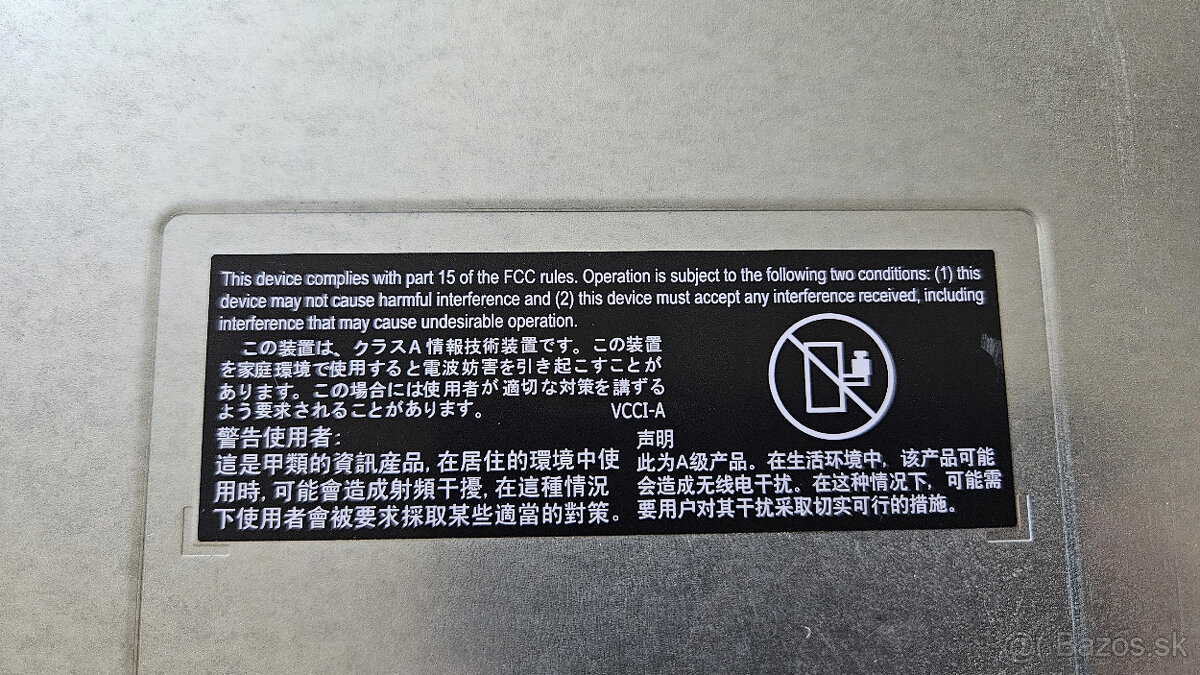 This device complies with part 15 of the FCC rules. Operation is subject to the following two conditions: (1) this
device may not cause harmful interference and (2) this device must accept any interference received, including
interference that may cause undesirable operation.
この装置は、クラスA 情報技術装置です。この装置
を家庭環境で使用すると電波妨害を引き起こすことが
あります。この場合には使用者が適切な対策を講ずる
よう要求されることがあります。 VCCI-A
警告使用者:
這是甲類的資訊産品, 在居住的環境中使
用時, 可能會造成射頻干擾, 在這種情況
下使用者會被要求採取某些適當的對策。
声明
此为A级产品。在生活环境中, 该产品可能
会造成无线电干扰。在这种情况下, 可能需
要用户对其干扰采取切实可行的措施。
Bazos.sk